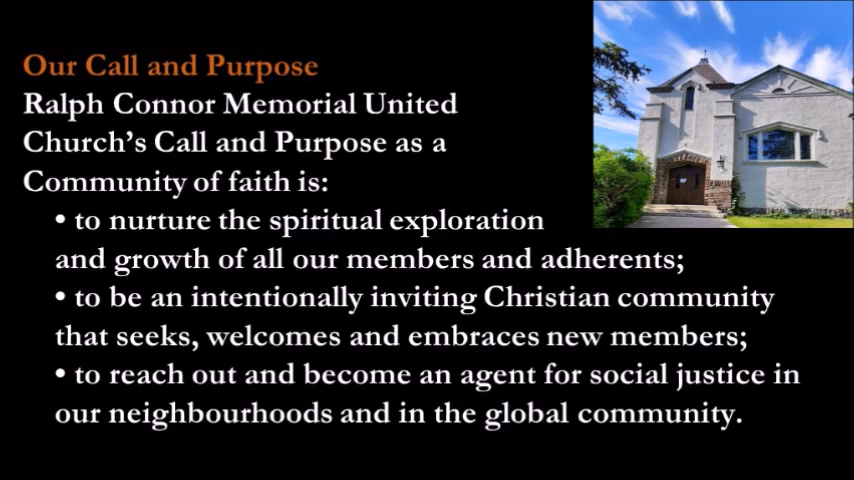 Our Call and Purpose
Ralph Connor Memorial United
Church's Call and Purpose as a
Community of faith is:
• to nurture the spiritual exploration
and growth of all our members and adherents;
• to be an intentionally inviting Christian community
that seeks, welcomes and embraces new members;
• to reach out and become an agent for social justice in
our neighbourhoods and in the global community.